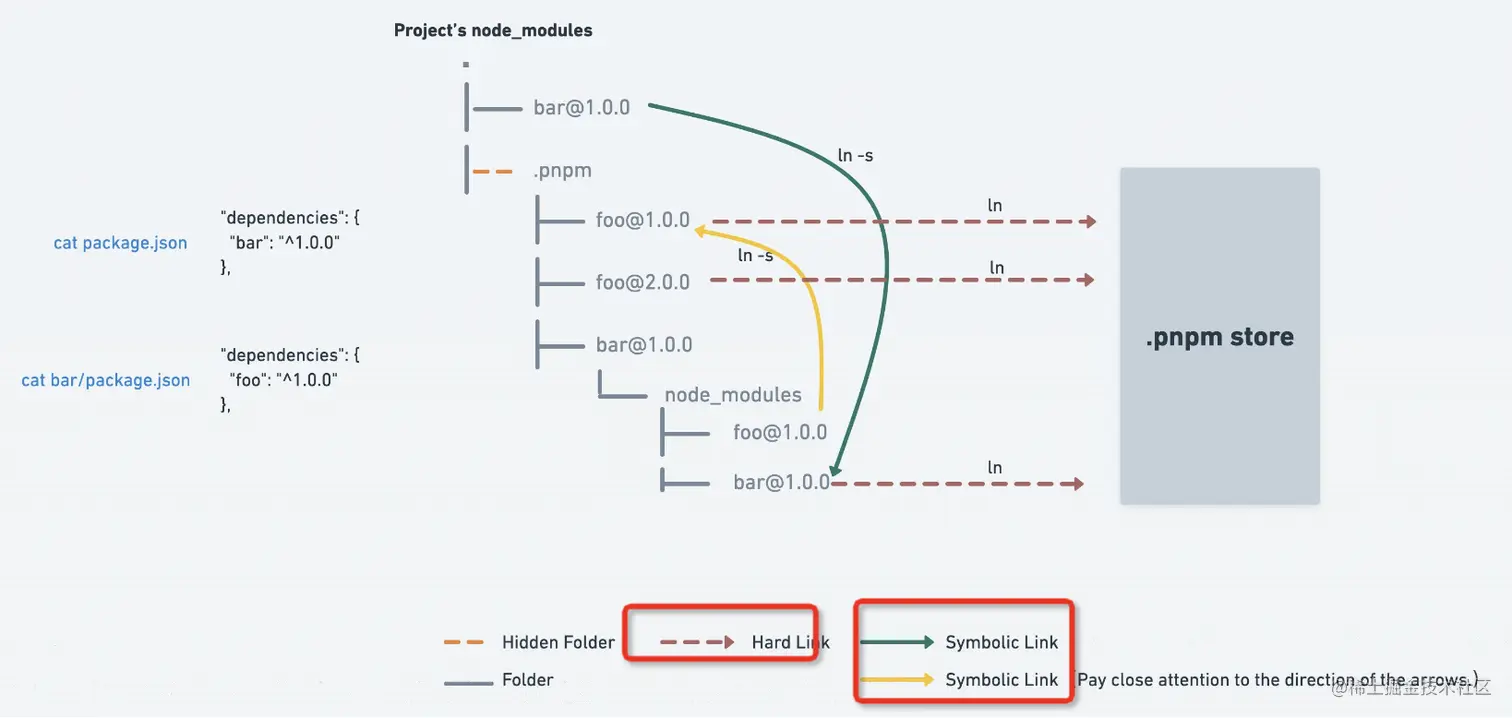 Project's node_modules
.
bar@1.0.0
ln -s
.pnpm
foo@1.0.0
ln
ln -s
foo@2.0.0
ln
bar@1.0.0
node_modules
foo@1.0.0
bar@1.0.0
ln
cat package.json
"dependencies": {
"bar": "^1.0.0"
},
cat bar/package.json
"dependencies": {
"foo": "^1.0.0"
},
.pnpm store
Hidden Folder
Hard Link
Symbolic Link
Folder
Symbolic Link (Pay close attention to the direction of the arrows.)
@稀土掘金技术社区